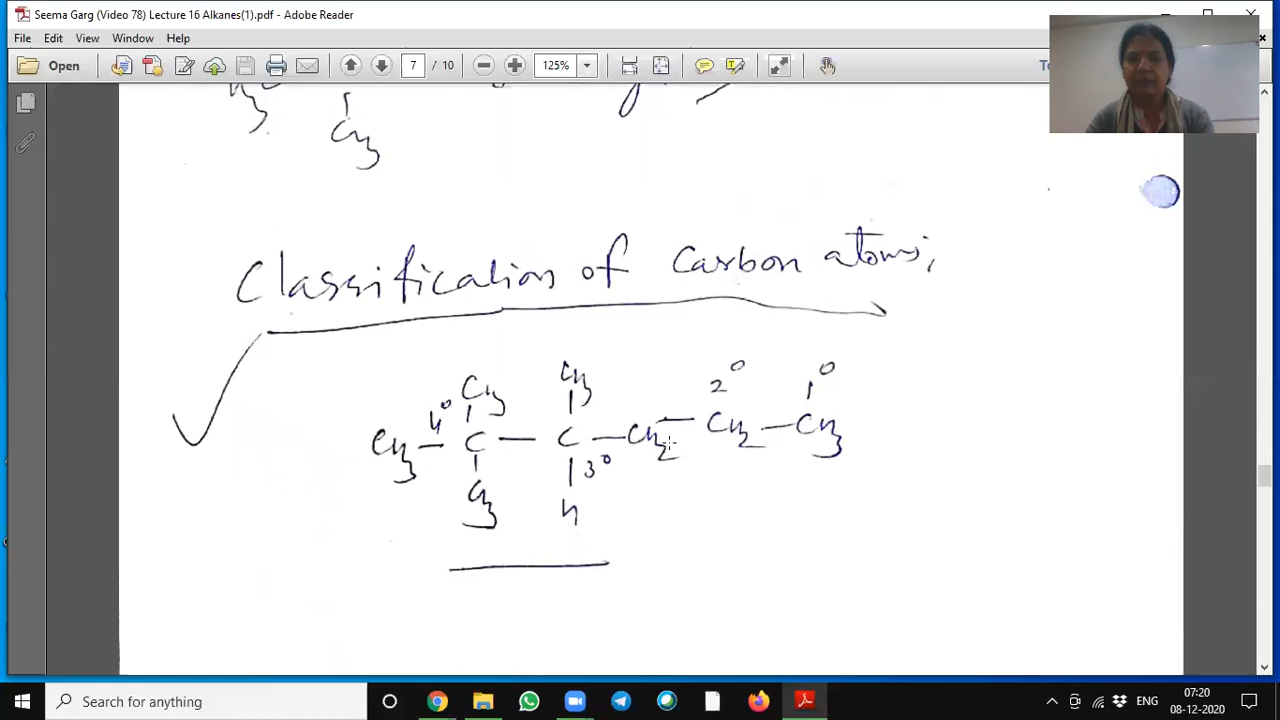 Seema Garg (Video 78) Lecture 16 Alkanes(1).pdf - Adobe Reader
File Edit View Window Help
Open 7 / 10 125%
CH3
Classification of Carbon atoms;
CH3 CH3 2° 1°
CH3 - 4° C - C - CH2 - CH2 - CH3
CH3 3° H
Search for anything
ENG 07:20
08-12-2020